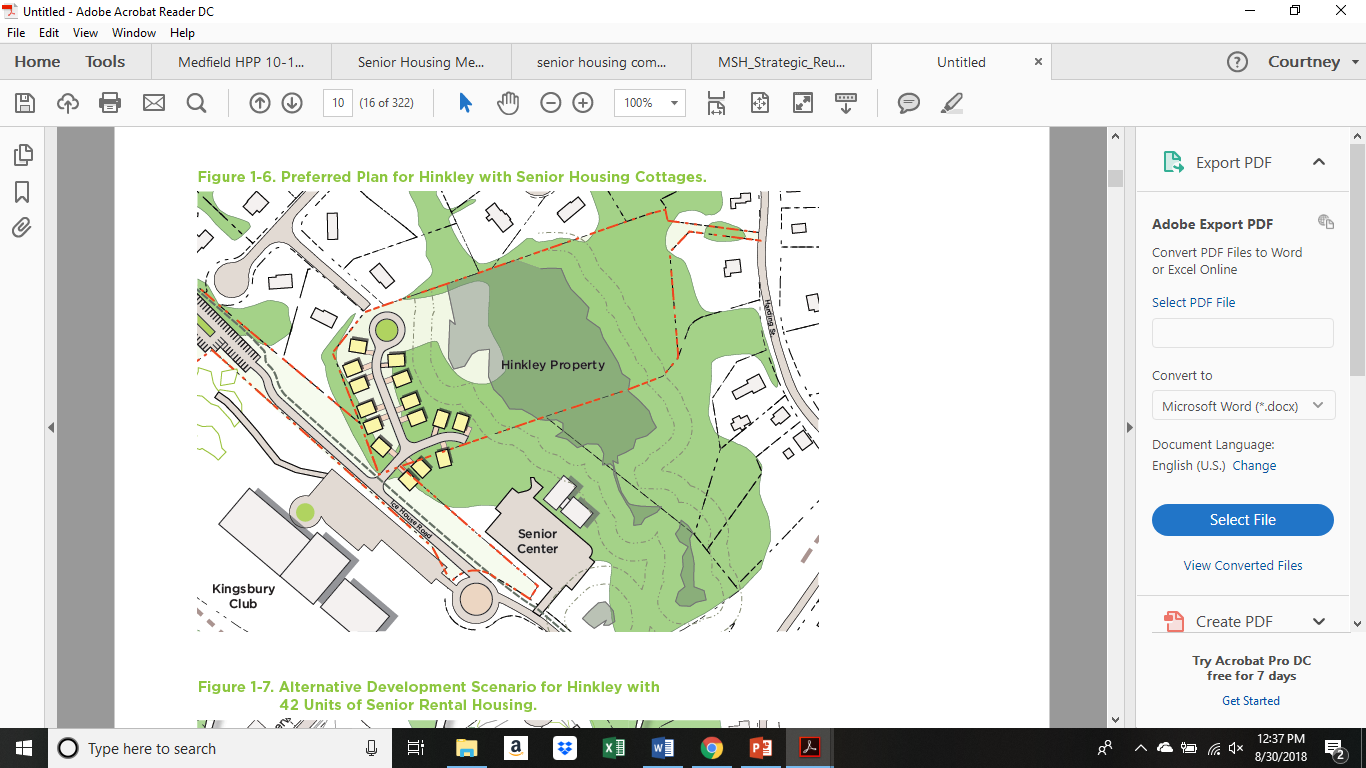 Untitled - Adobe Acrobat Reader DC
File Edit View Window Help
Home Tools Medfield HPP 10-1... Senior Housing Me... senior housing com... MSH_Strategic_Reu... Untitled Courtney
10 (16 of 322) 100%
Figure 1-6. Preferred Plan for Hinkley with Senior Housing Cottages.
Harding St.
Hinkley Property
Ice House Road
Senior
Center
Kingsbury
Club
Figure 1-7. Alternative Development Scenario for Hinkley with
42 Units of Senior Rental Housing.
Export PDF
Adobe Export PDF
Convert PDF Files to Word
or Excel Online
Select PDF File
Convert to
Microsoft Word (*.docx)
Document Language:
English (U.S.) Change
Select File
View Converted Files
Create PDF
Try Acrobat Pro DC
free for 7 days
Get Started
Type here to search
12:37 PM
8/30/2018
2